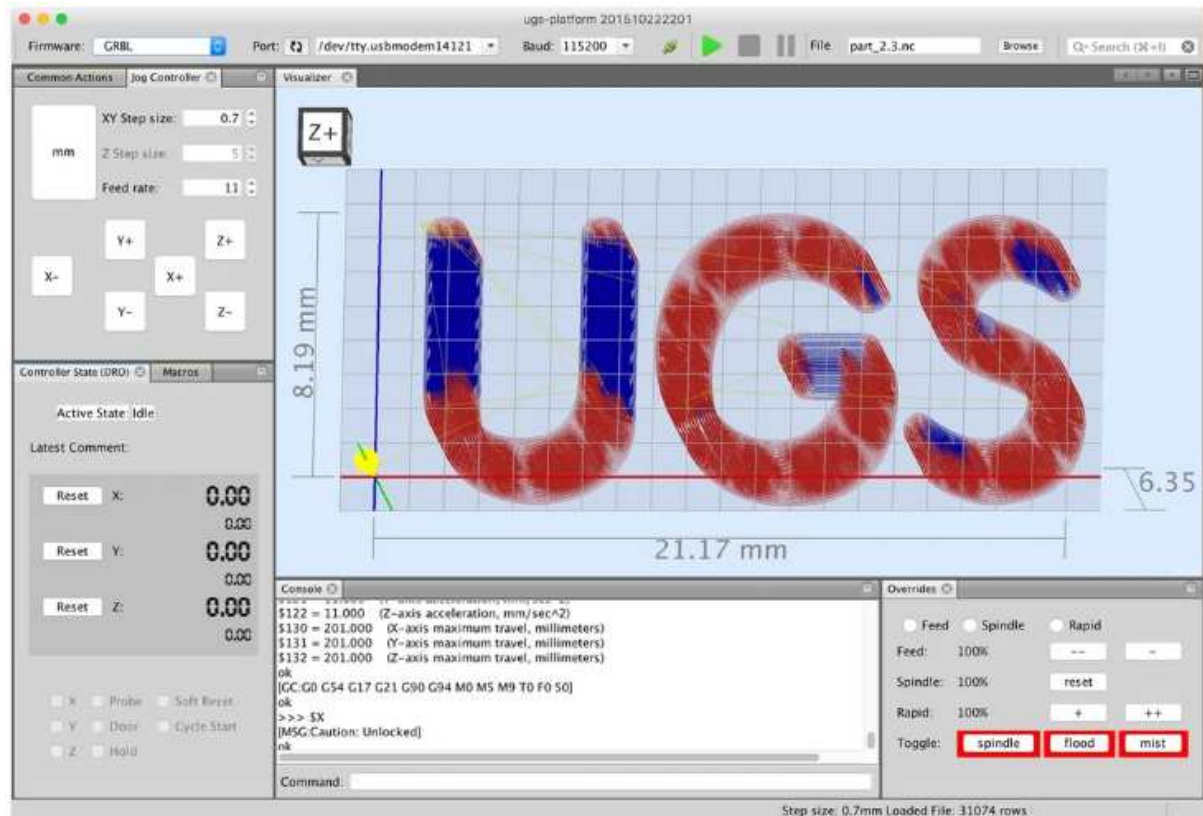 ugs-platform 201510222201
Firmware: GRBL Port: /dev/tty.usbmodem14121 Baud: 115200 File part_2.3.nc Browse Search (⌘+I)
Common Actions Jog Controller
XY Step size: 0.7
mm
Z Step size: 5
Feed rate: 11
Y+ Z+
X- X+
Y- Z-
Controller State (DRO) Macros
Active State: Idle
Latest Comment:
Reset X: 0.00
0.00
Reset Y: 0.00
0.00
Reset Z: 0.00
0.00
X Probe Soft Reset
Y Door Cycle Start
Z Hold
Visualizer
Z+
UGS
8.19 mm
6.35
21.17 mm
Console
$122 = 11.000 (Z-axis acceleration, mm/sec^2)
$130 = 201.000 (X-axis maximum travel, millimeters)
$131 = 201.000 (Y-axis maximum travel, millimeters)
$132 = 201.000 (Z-axis maximum travel, millimeters)
ok
[GC:G0 G54 G17 G21 G90 G94 M0 M5 M9 T0 F0 S0]
ok
>>> $X
[MSG:Caution: Unlocked]
ok
Command:
Overrides
Feed Spindle Rapid
Feed: 100% -- -
Spindle: 100% reset
Rapid: 100% + ++
Toggle: spindle flood mist
Step size: 0.7mm Loaded File: 31074 rows